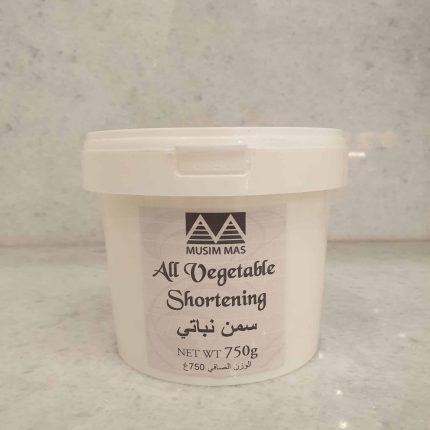 MUSIM MAS
All Vegetable
Shortening
سمن نباتي
NET WT 750g
الوزن الصافي 750غ